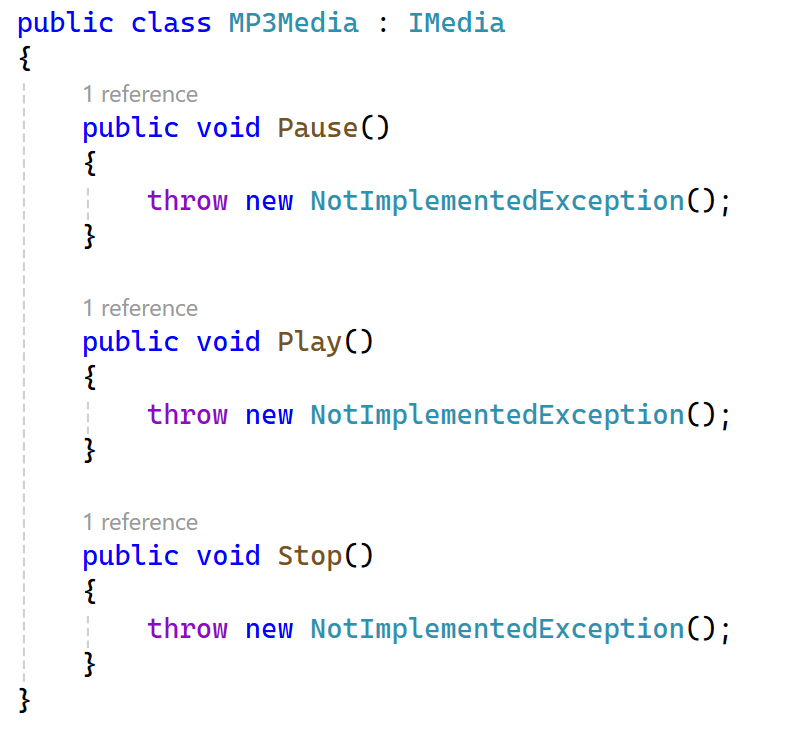 public class MP3Media : IMedia
{
1 reference
public void Pause()
{
throw new NotImplementedException();
}
1 reference
public void Play()
{
throw new NotImplementedException();
}
1 reference
public void Stop()
{
throw new NotImplementedException();
}
}